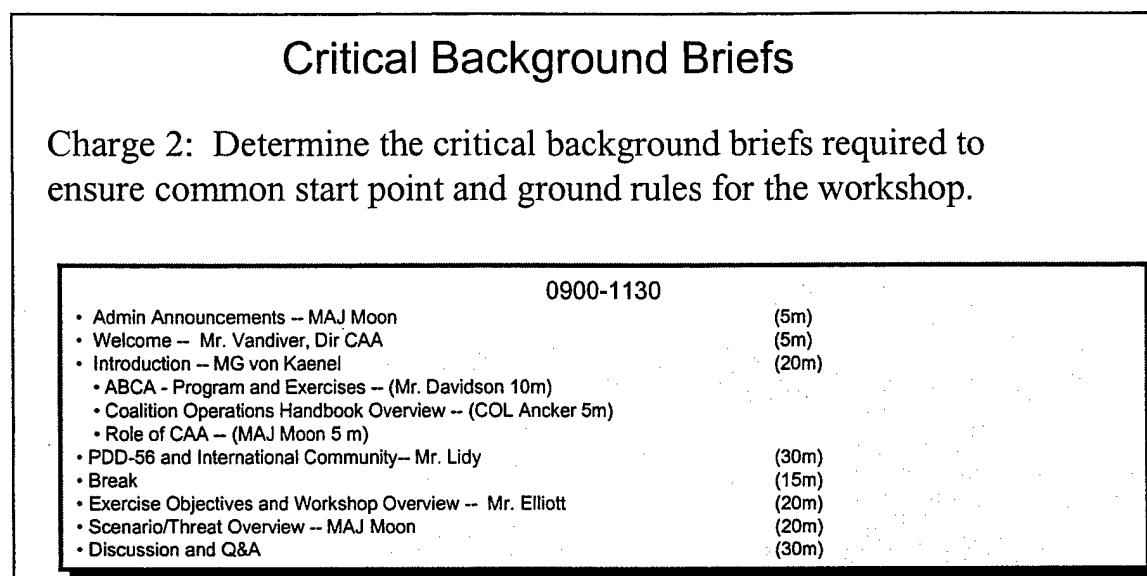 Critical Background Briefs
Charge 2: Determine the critical background briefs required to
ensure common start point and ground rules for the workshop.
0900-1130
• Admin Announcements -- MAJ Moon (5m)
• Welcome -- Mr. Vandiver, Dir CAA (5m)
• Introduction -- MG von Kaenel (20m)
• ABCA - Program and Exercises -- (Mr. Davidson 10m)
• Coalition Operations Handbook Overview -- (COL Ancker 5m)
• Role of CAA -- (MAJ Moon 5 m)
• PDD-56 and International Community-- Mr. Lidy (30m)
• Break (15m)
• Exercise Objectives and Workshop Overview -- Mr. Elliott (20m)
• Scenario/Threat Overview -- MAJ Moon (20m)
• Discussion and Q&A (30m)